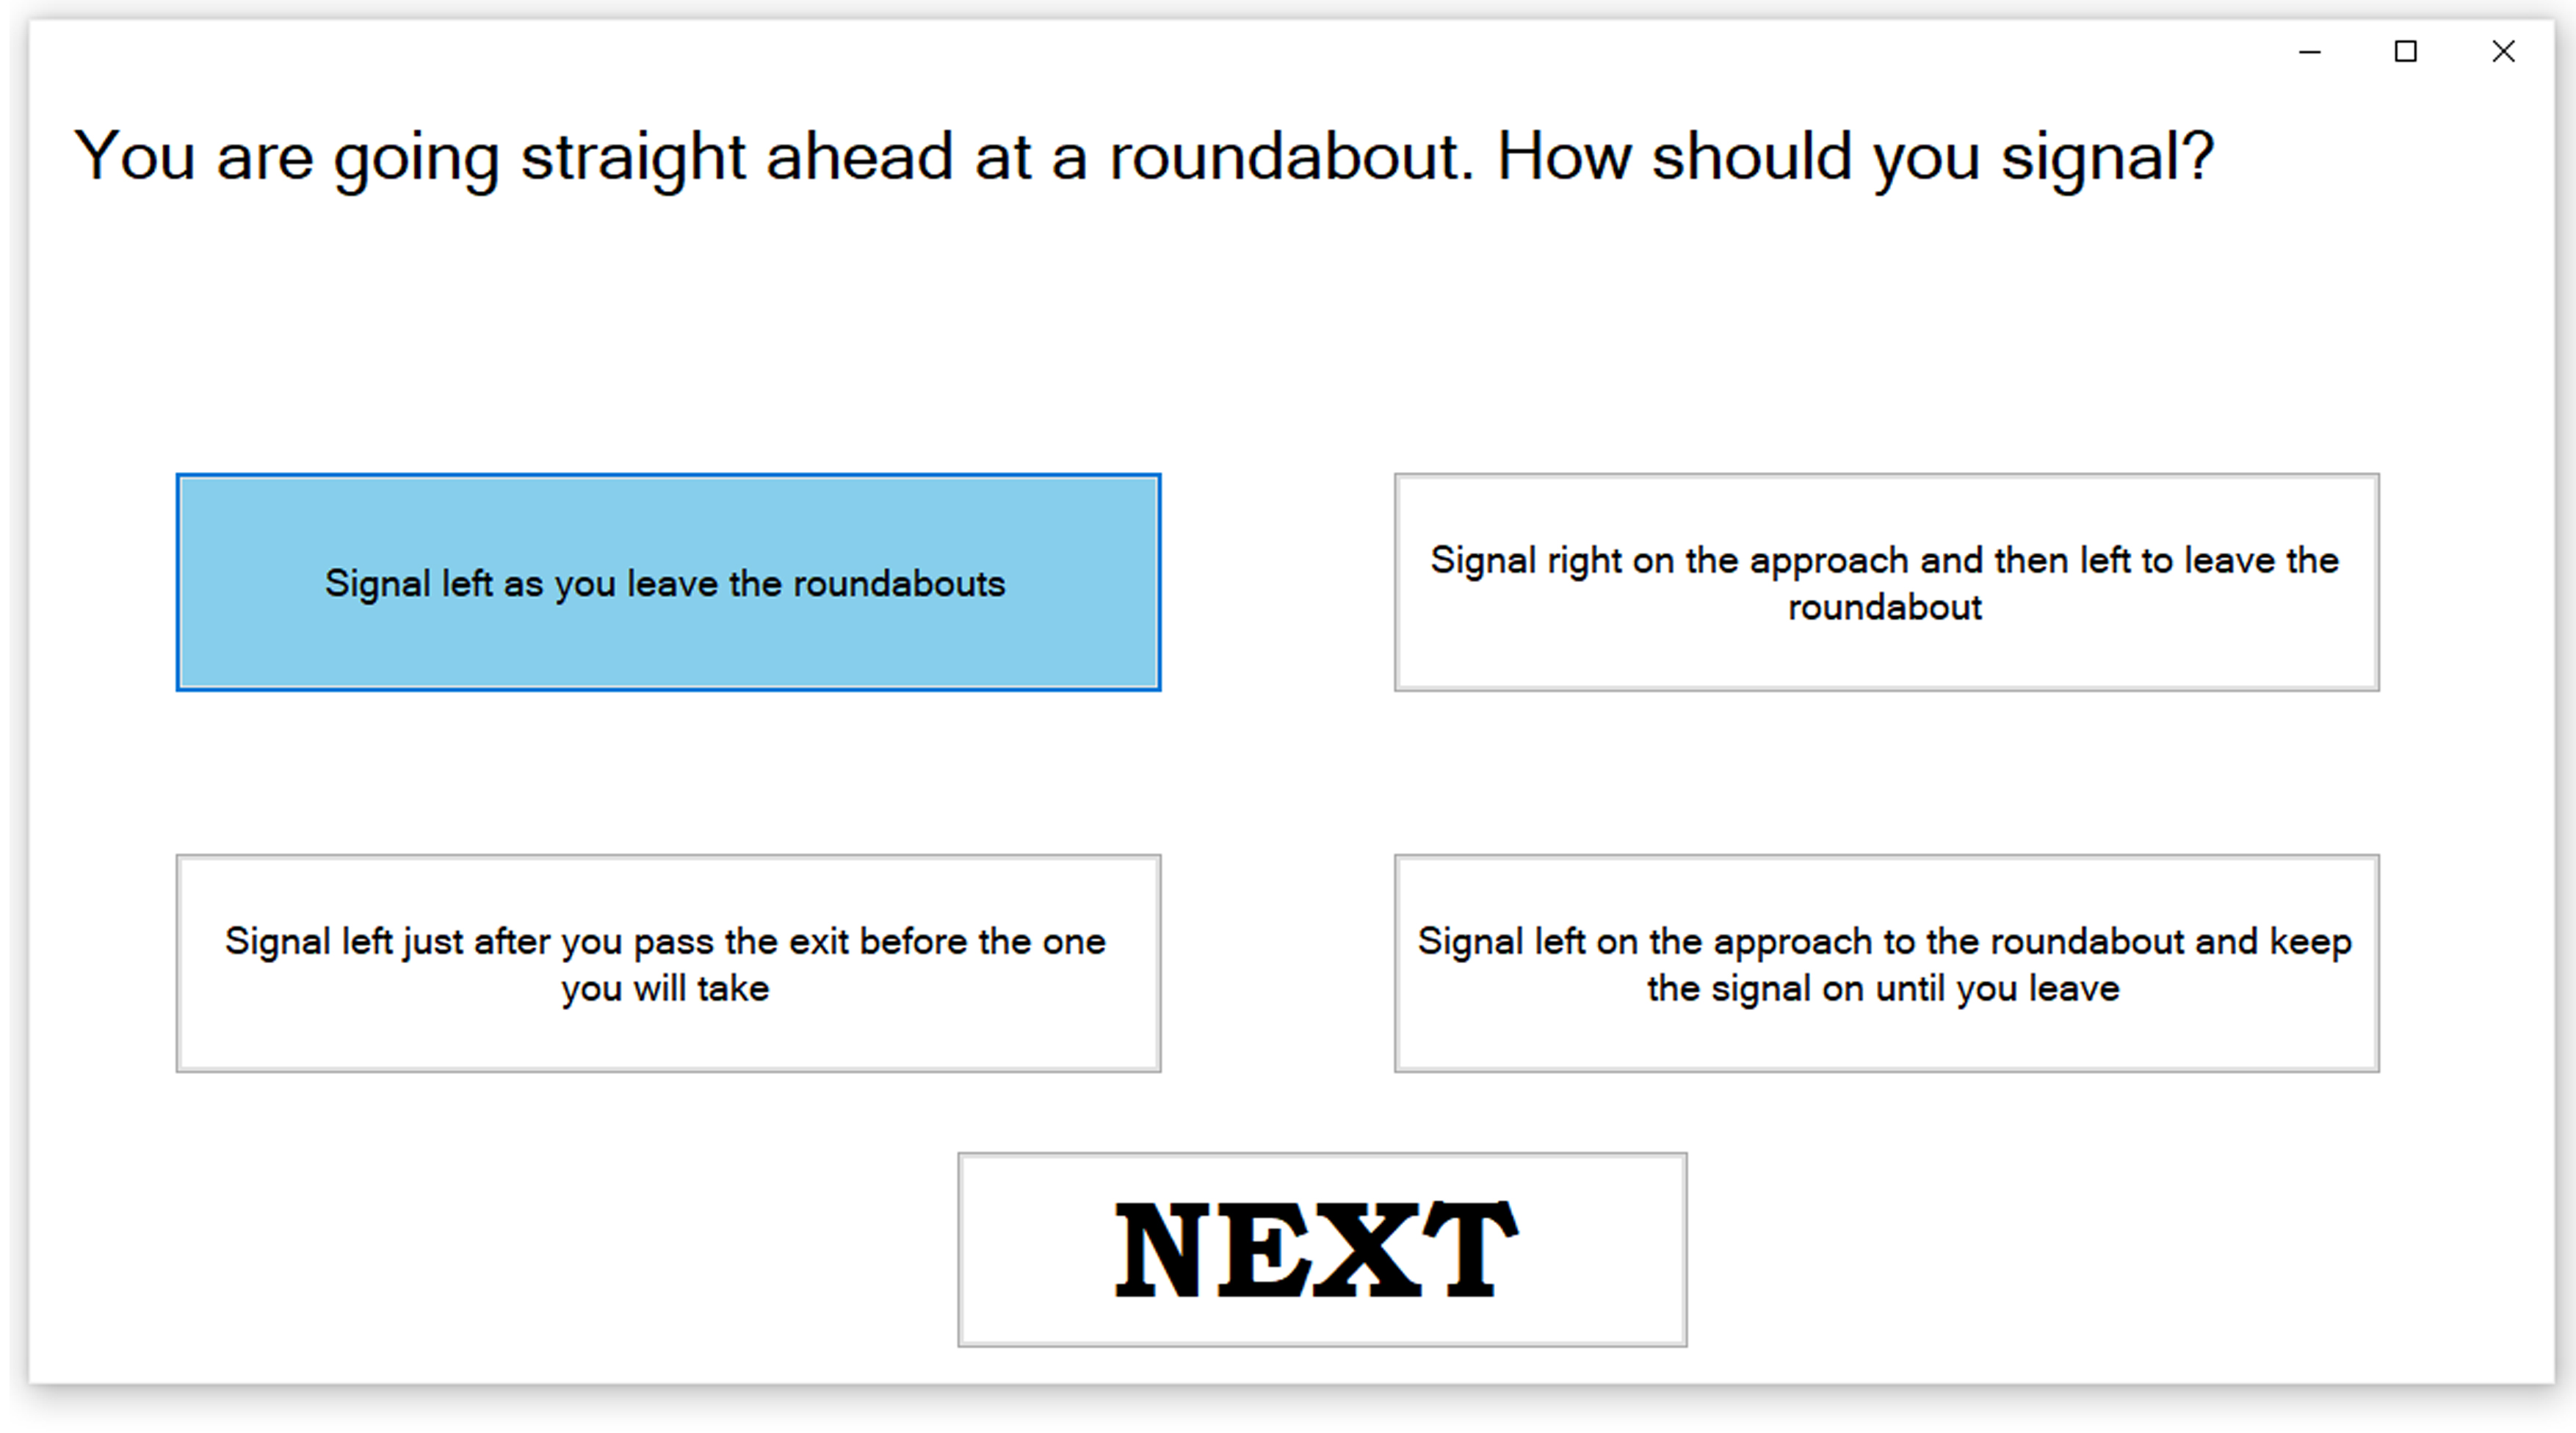 You are going straight ahead at a roundabout. How should you signal?
Signal left as you leave the roundabouts
Signal right on the approach and then left to leave the
roundabout
Signal left just after you pass the exit before the one
you will take
Signal left on the approach to the roundabout and keep
the signal on until you leave
NEXT